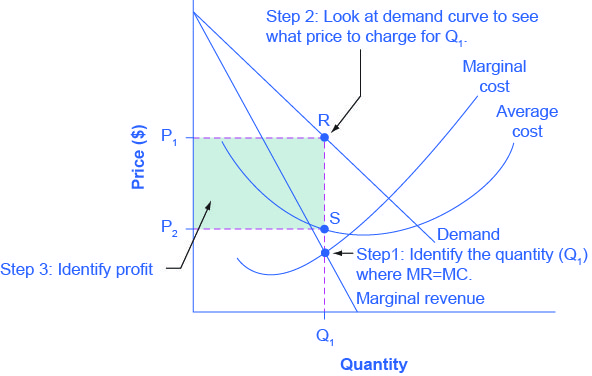 Step 2: Look at demand curve to see
what price to charge for Q1.
Marginal
cost
Average
cost
R
P1
Price ($)
S
P2
Demand
Step1: Identify the quantity (Q1)
where MR=MC.
Step 3: Identify profit
Marginal revenue
Q1
Quantity